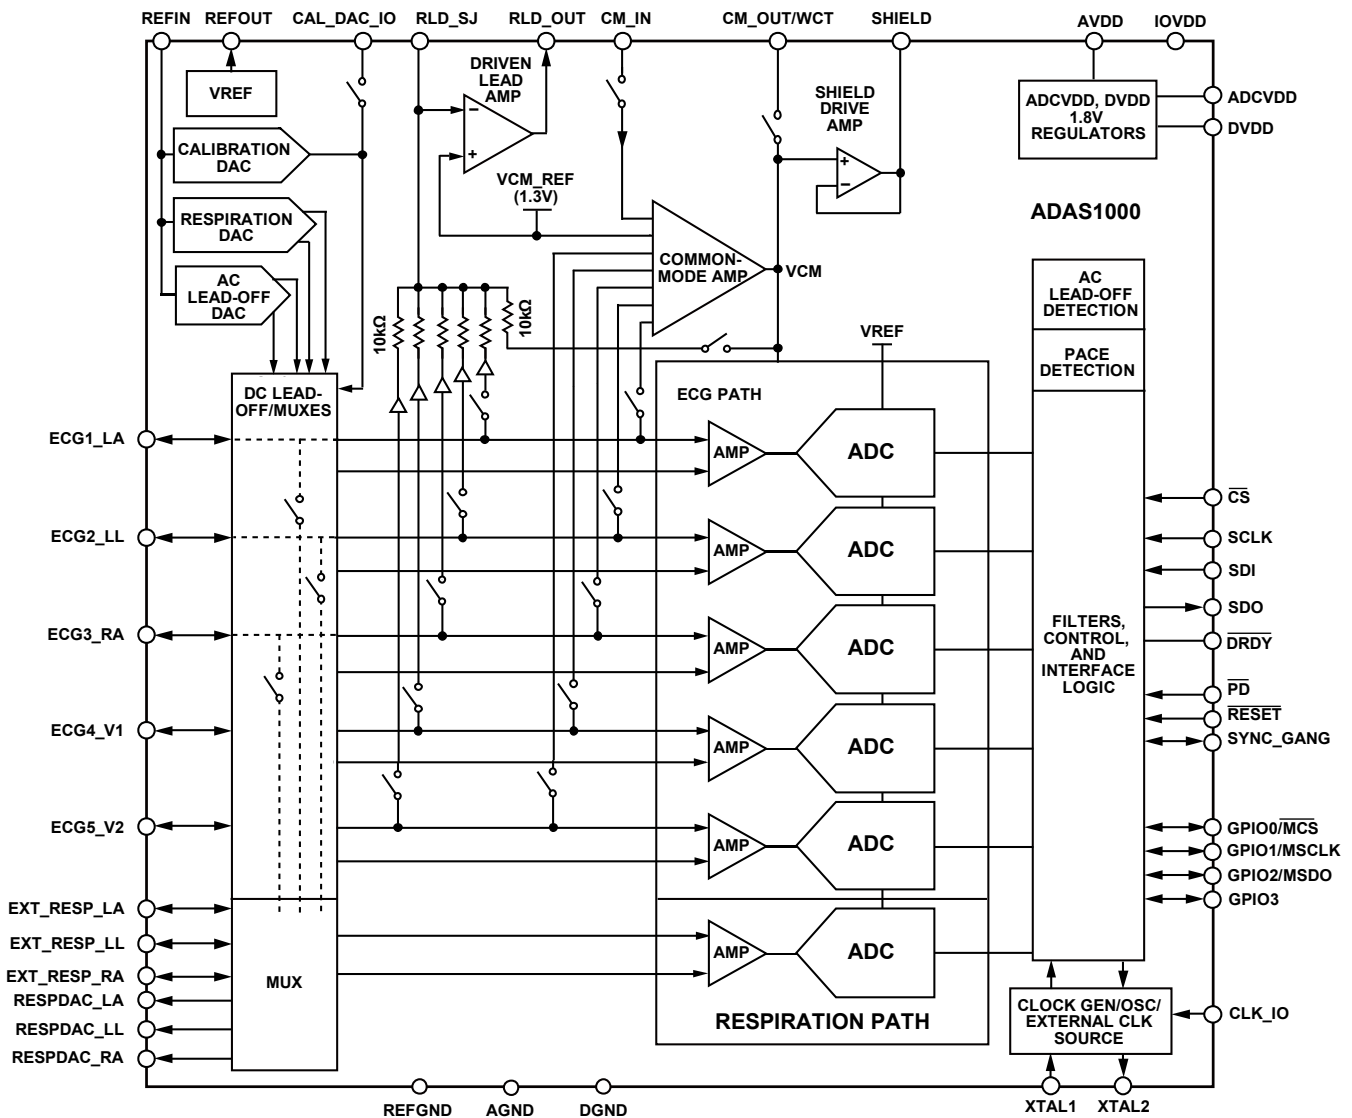 REFIN REFOUT CAL_DAC_IO RLD_SJ RLD_OUT CM_IN CM_OUT/WCT SHIELD AVDD IOVDD
VREF
DRIVEN
LEAD
AMP
SHIELD
DRIVE
AMP
ADCVDD, DVDD
1.8V
REGULATORS
ADCVDD
DVDD
CALIBRATION
DAC
VCM_REF
(1.3V)
RESPIRATION
DAC
ADAS1000
AC
LEAD-OFF
DAC
COMMON-
MODE AMP
VCM
10kΩ
10kΩ
VREF
AC
LEAD-OFF
DETECTION
PACE
DETECTION
DC LEAD-
OFF/MUXES
ECG PATH
ECG1_LA
AMP
ADC
CS
ECG2_LL
AMP
ADC
SCLK
SDI
SDO
ECG3_RA
AMP
ADC
FILTERS,
CONTROL,
AND
INTERFACE
LOGIC
DRDY
PD
RESET
SYNC_GANG
ECG4_V1
AMP
ADC
ECG5_V2
AMP
ADC
GPIO0/MCS
GPIO1/MSCLK
GPIO2/MSDO
GPIO3
EXT_RESP_LA
EXT_RESP_LL
EXT_RESP_RA
RESPDAC_LA
RESPDAC_LL
RESPDAC_RA
MUX
AMP
ADC
RESPIRATION PATH
CLOCK GEN/OSC/
EXTERNAL CLK
SOURCE
CLK_IO
REFGND AGND DGND XTAL1 XTAL2